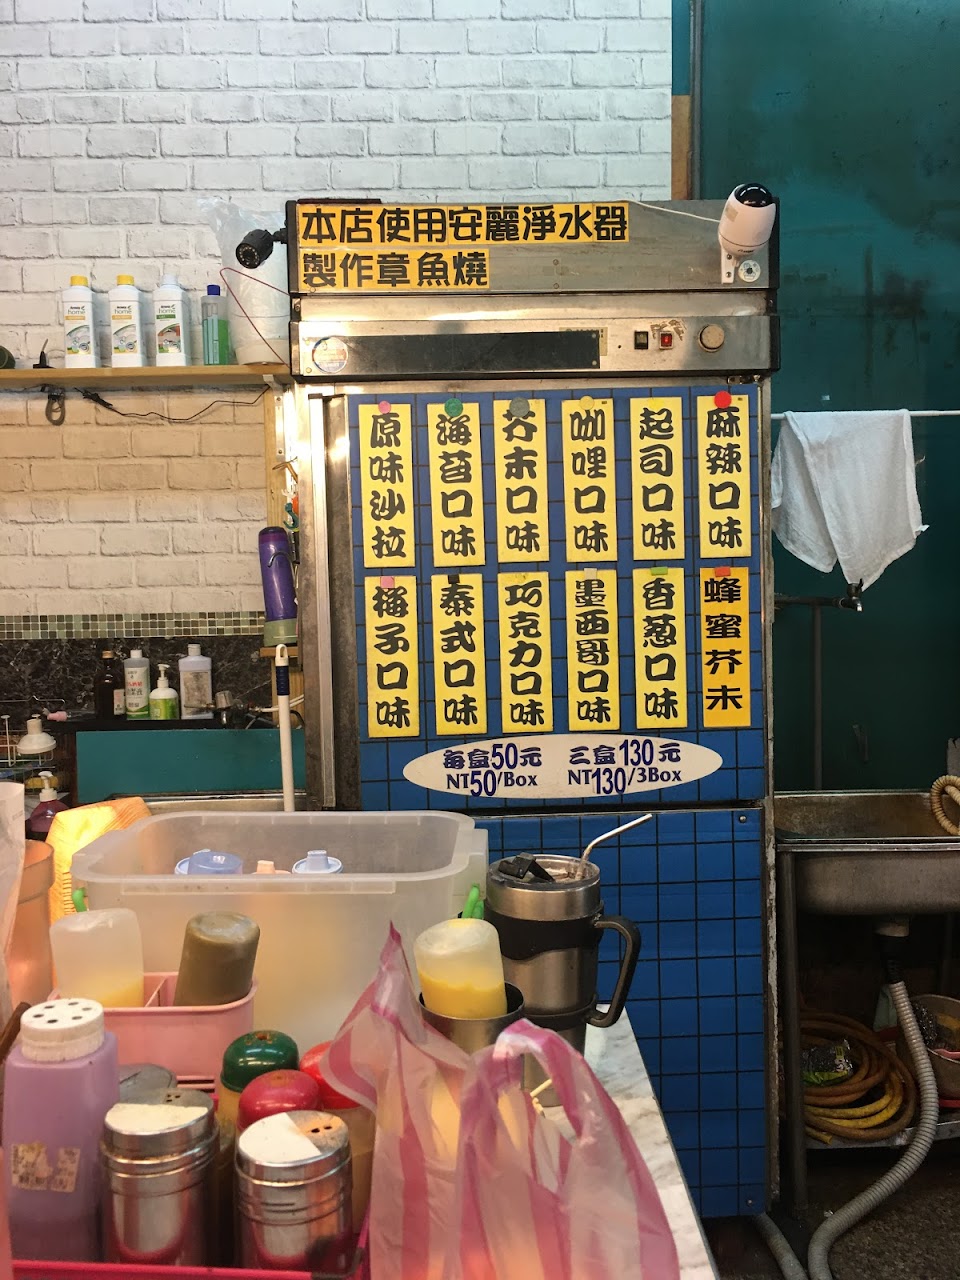 本店使用安麗淨水器
製作章魚燒
原味沙拉
海苔口味
芥末口味
咖哩口味
起司口味
麻辣口味
梅子口味
泰式口味
巧克力口味
墨西哥口味
香蔥口味
蜂蜜芥末
每盒50元 三盒130元
NT50/Box NT130/3Box
home
home
home